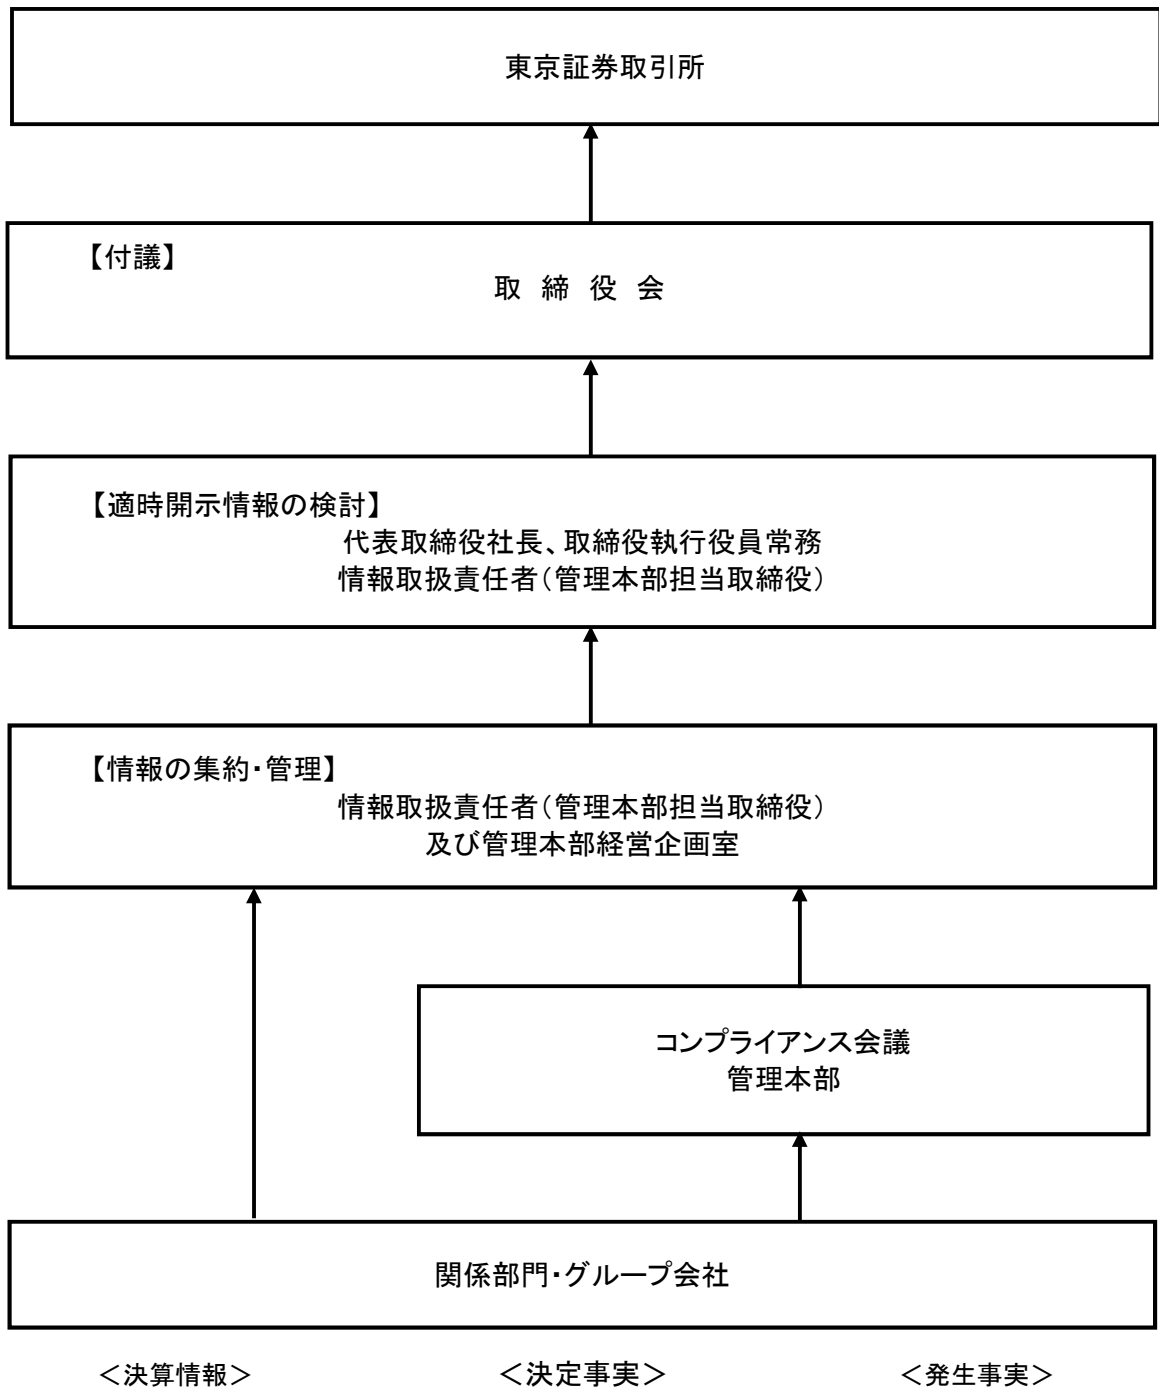 東京証券取引所
【付議】
取 締 役 会
【適時開示情報の検討】
代表取締役社長、取締役執行役員常務
情報取扱責任者（管理本部担当取締役）
【情報の集約・管理】
情報取扱責任者（管理本部担当取締役）
及び管理本部経営企画室
コンプライアンス会議
管理本部
関係部門・グループ会社
＜決算情報＞ ＜決定事実＞ ＜発生事実＞